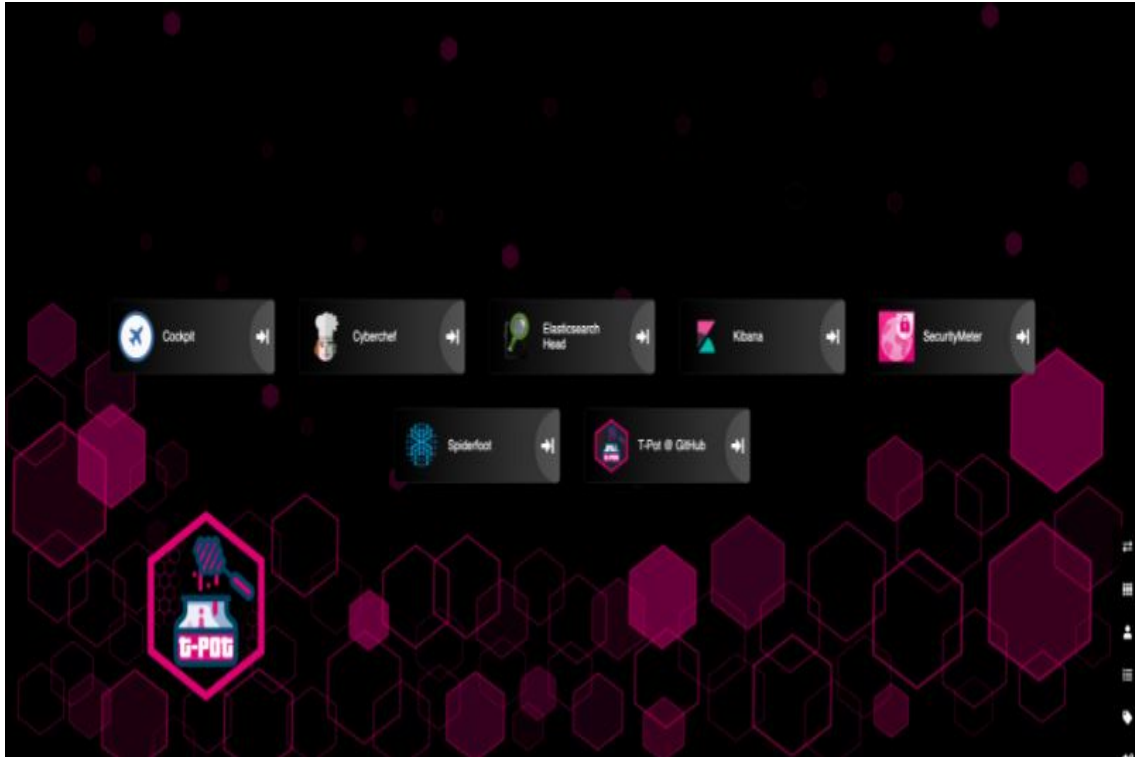 Cockpit
Cyberchef
Elasticsearch
Head
Kibana
SecurityMeter
Spiderfoot
T-Pot @ GitHub
t-POt